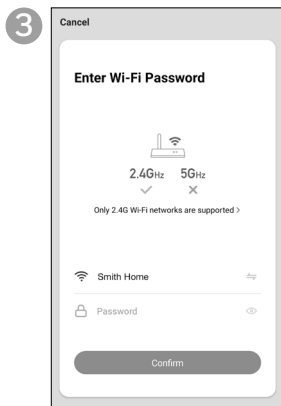 3
Cancel
Enter Wi-Fi Password
2.4GHz 5GHz
Only 2.4G Wi-Fi networks are supported >
Smith Home
Password
Confirm